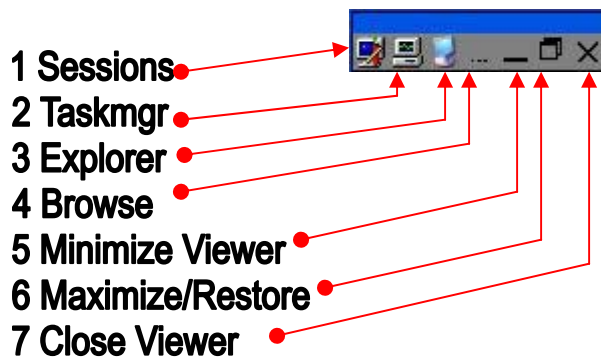 1 Sessions
2 Taskmgr
3 Explorer
4 Browse
5 Minimize Viewer
6 Maximize/Restore
7 Close Viewer